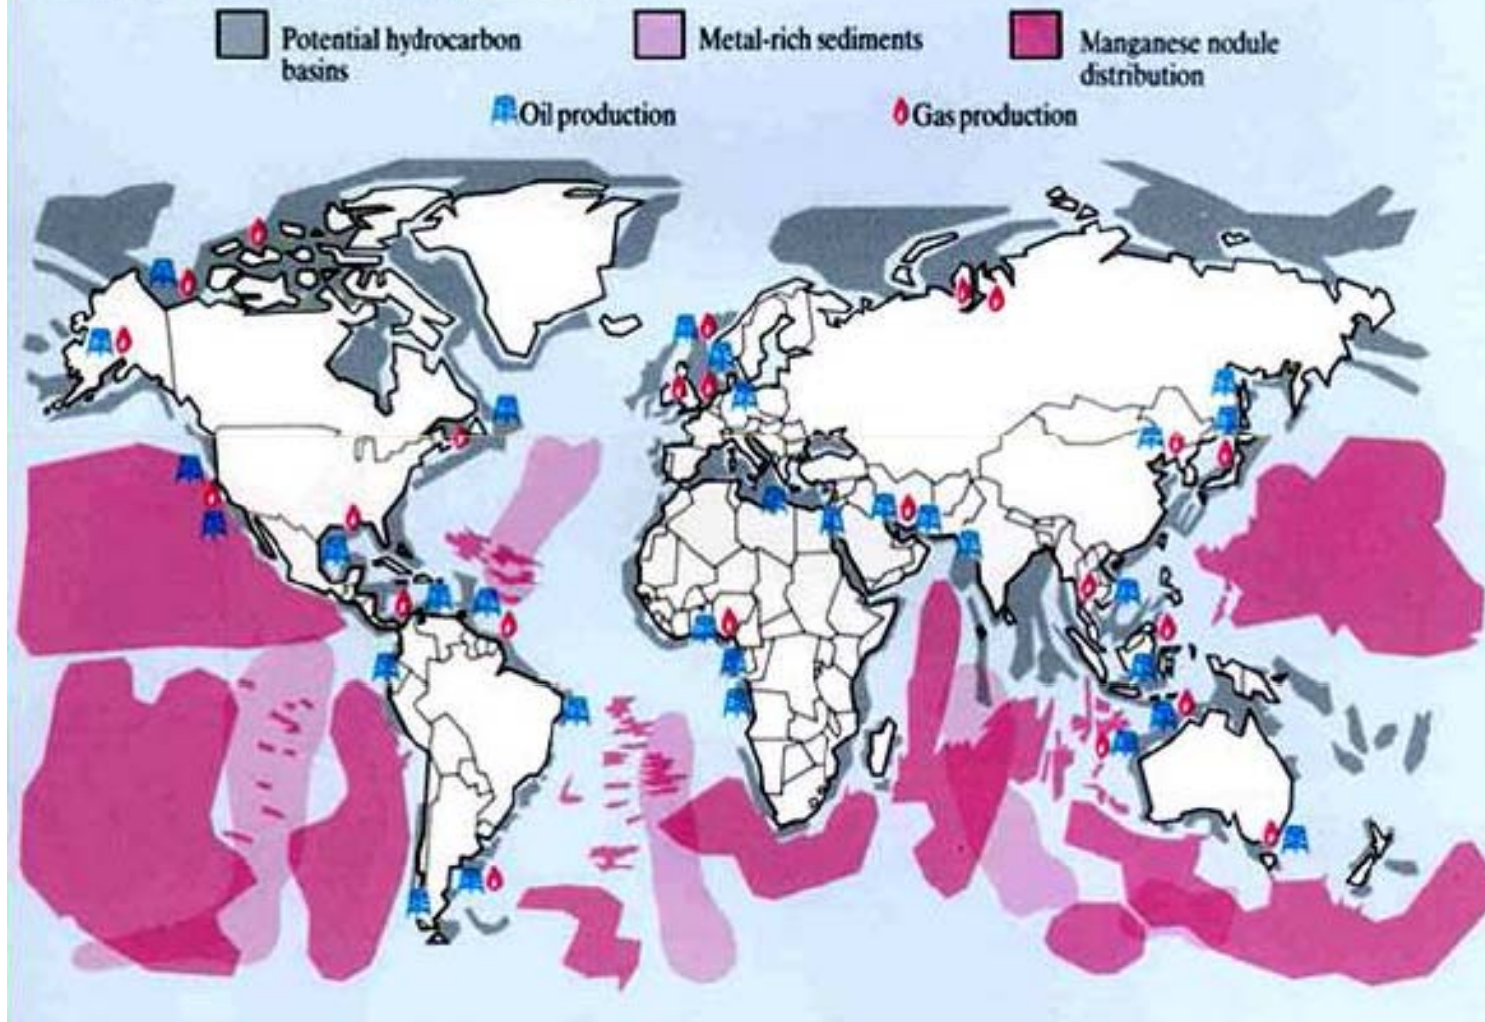 Potential hydrocarbon
basins
Metal-rich sediments
Manganese nodule
distribution
Oil production
Gas production